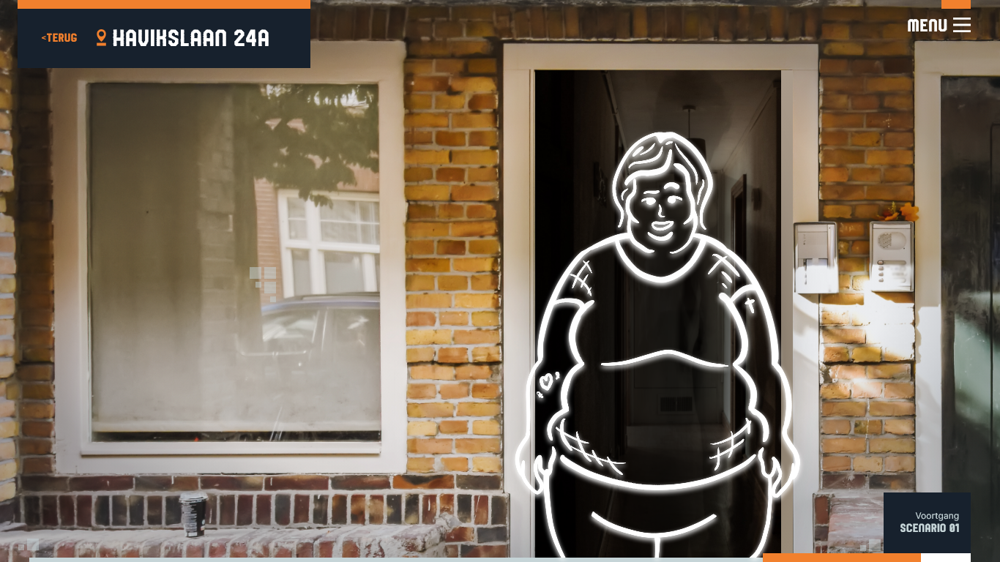 <TERUG
HAVIKSLAAN 24A
MENU
Voortgang
SCENARIO 01